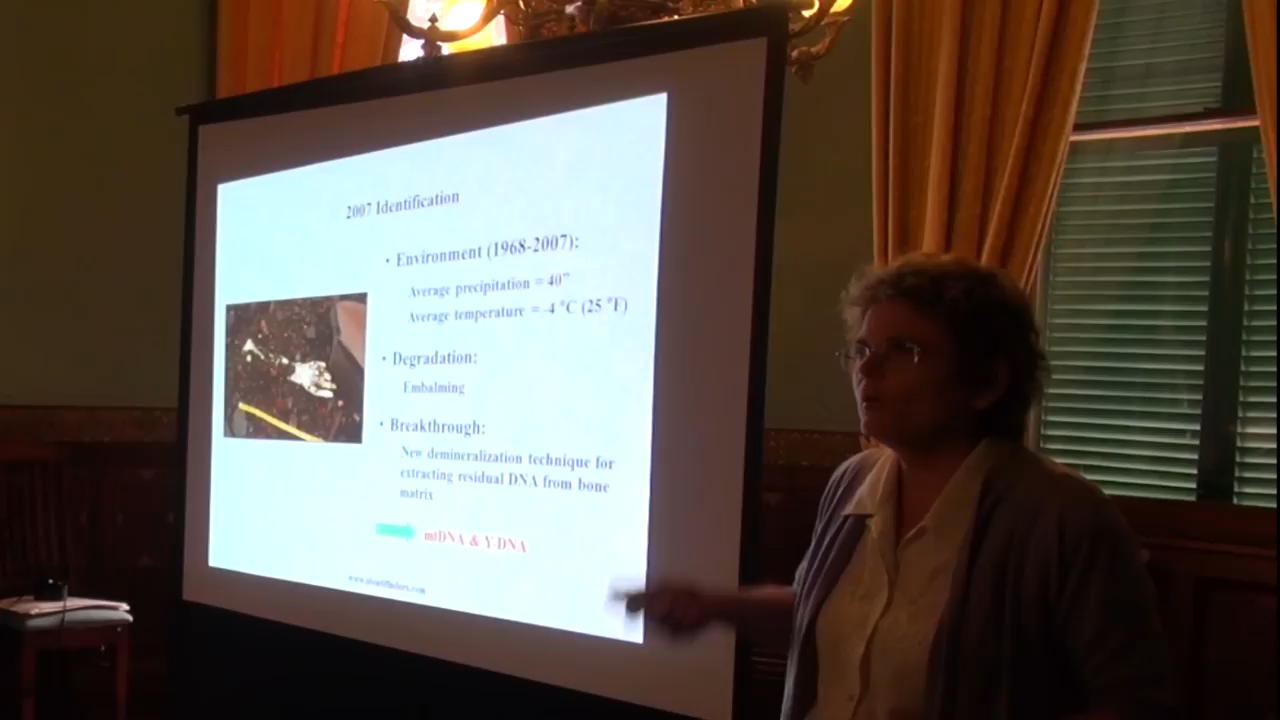 2007 Identification
• Environment (1968-2007):
Average precipitation = 40”
Average temperature = -4 °C (25 °F)
• Degradation:
Embalming
• Breakthrough:
New demineralization technique for
extracting residual DNA from bone
matrix
mtDNA & Y-DNA